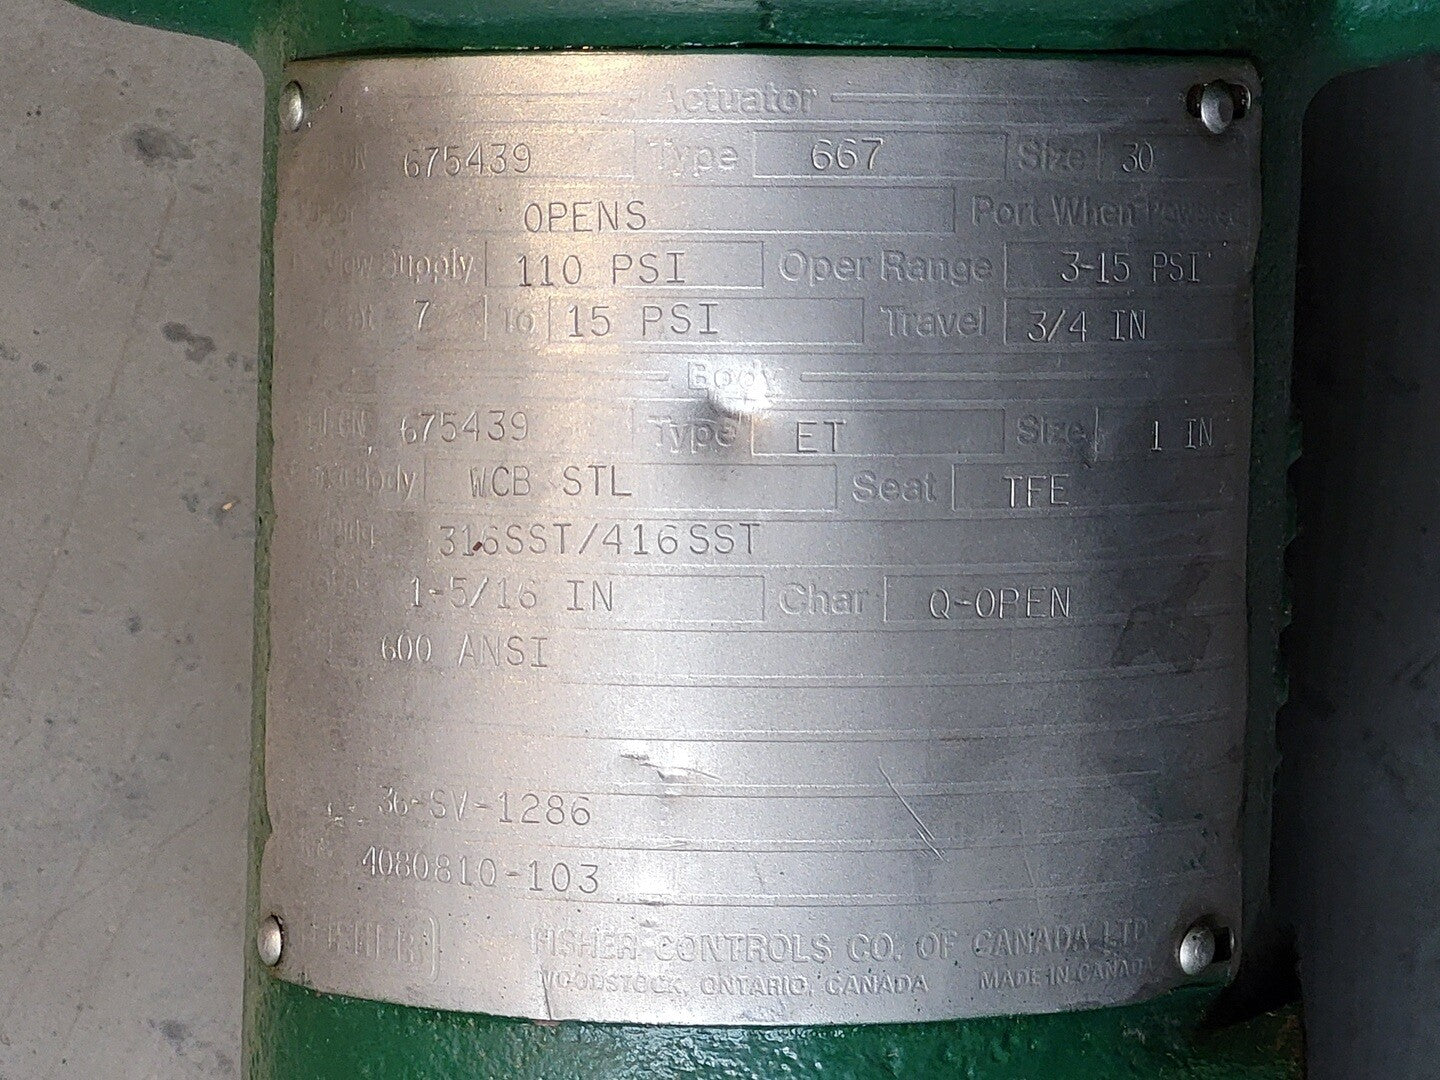 Actuator
675439 Type 667 Size 30
OPENS Port When
Supply 110 PSI Oper Range 3-15 PSI
7 To 15 PSI Travel 3/4 IN
Body
675439 Type ET Size 1 IN
Body WCB STL Seat TFE
316SST/416SST
1-5/16 IN Char Q-OPEN
600 ANSI
36-SV-1286
4080810-103
FISHER FISHER CONTROLS CO. OF CANADA LTD
WOODSTOCK, ONTARIO, CANADA MADE IN CANADA